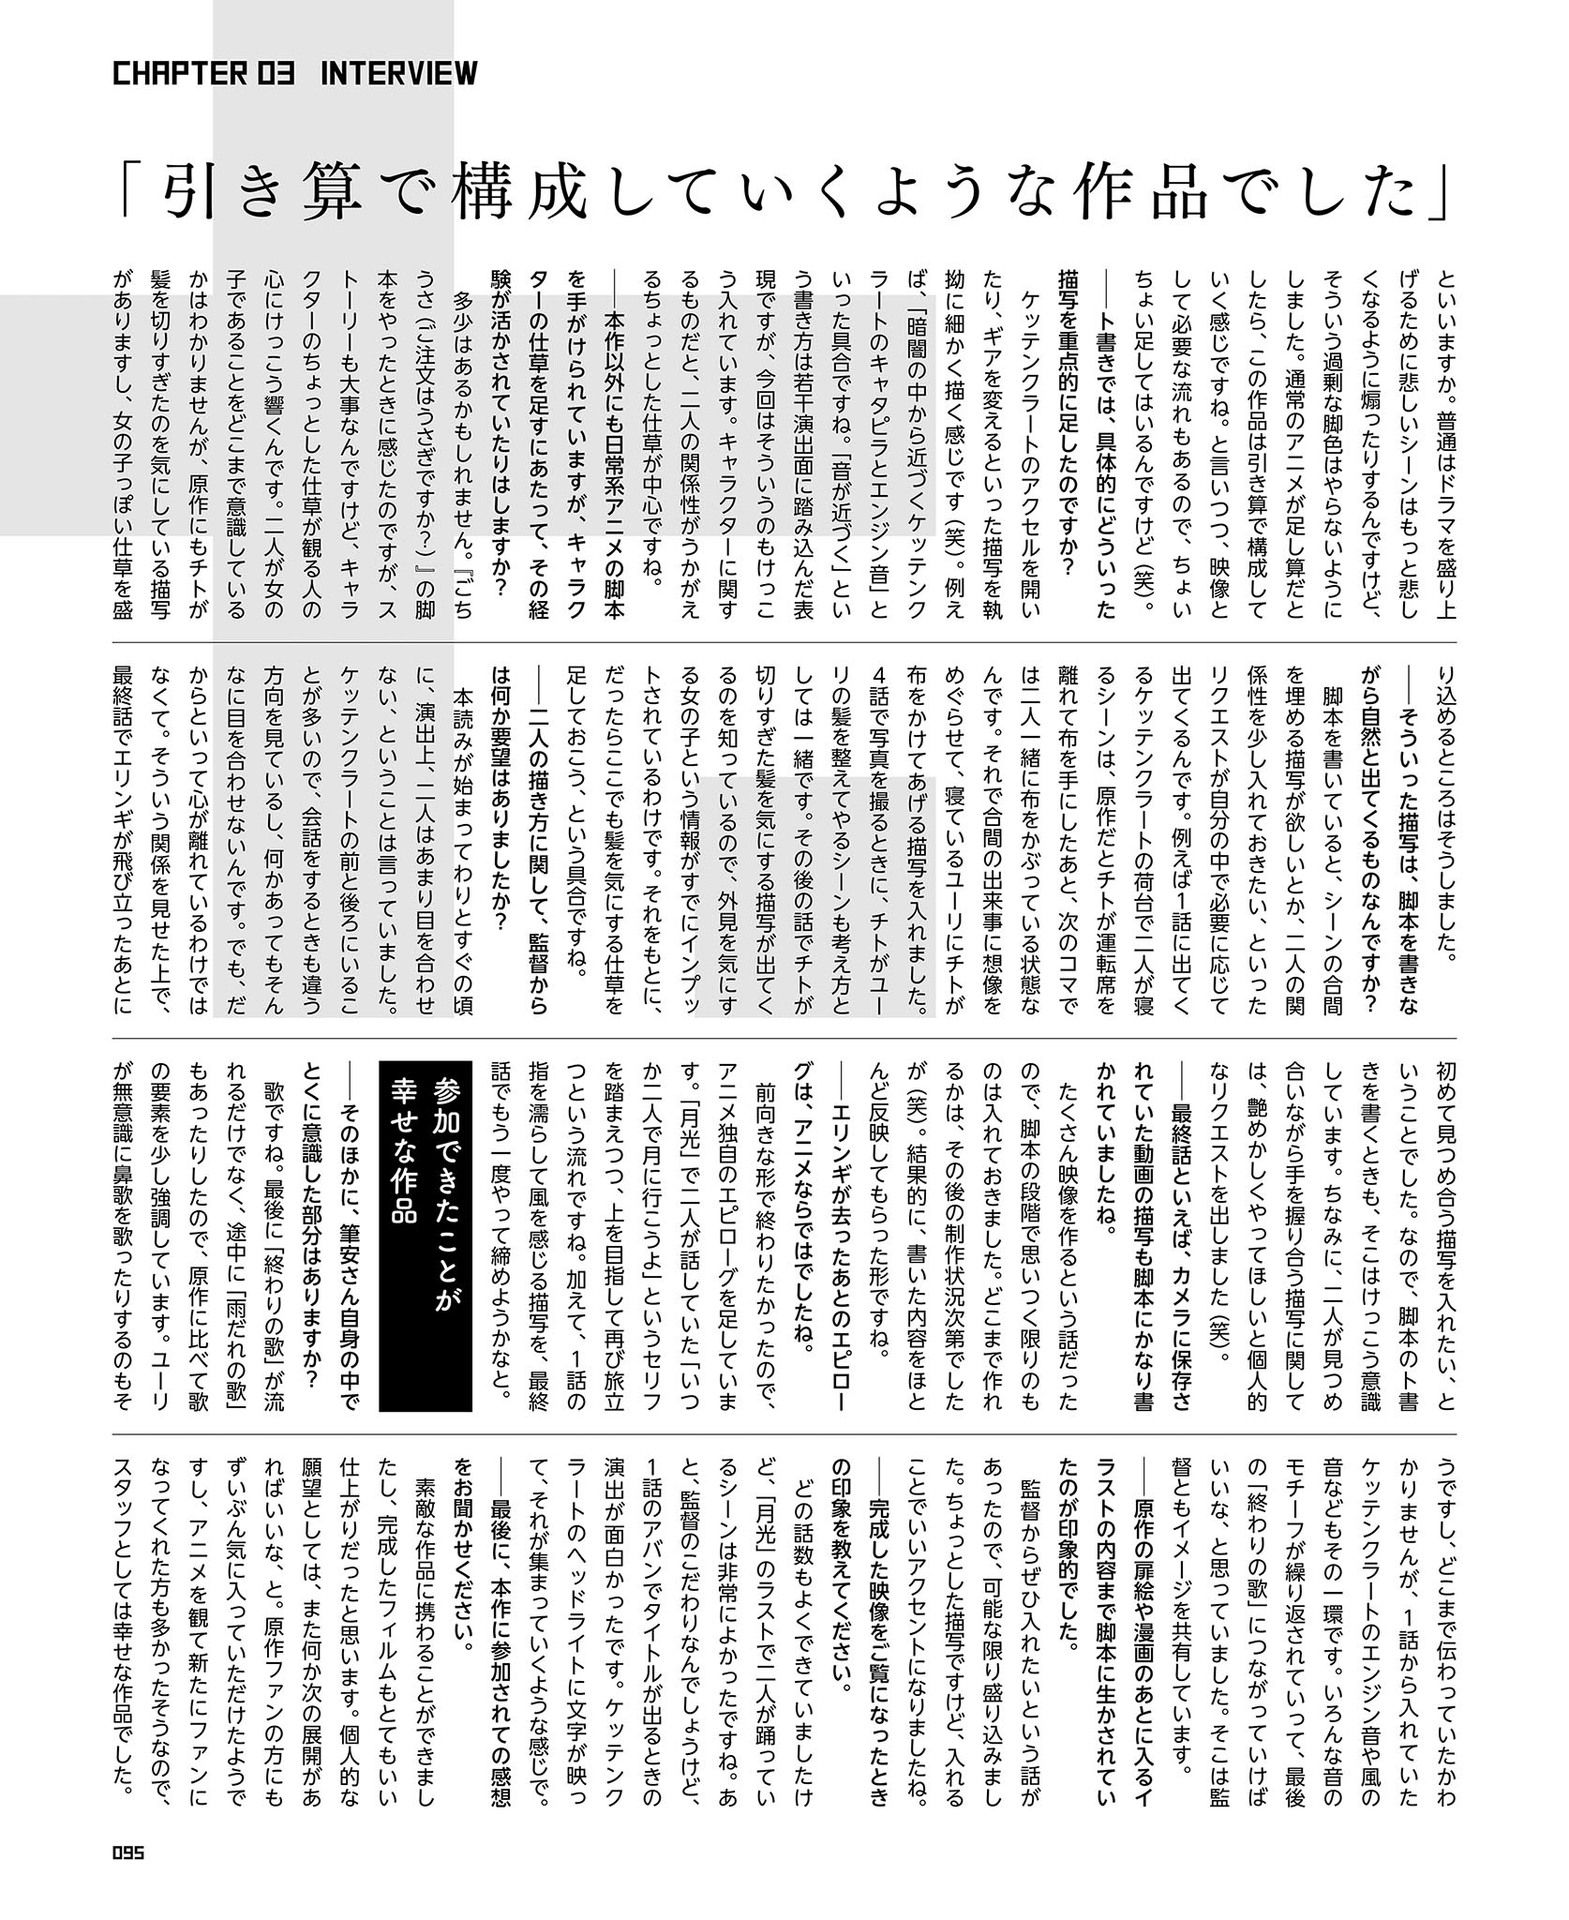 CHAPTER 03 INTERVIEW
「引き算で構成していくような作品でした」
といいますか。普通はドラマを盛り上
げるために悲しいシーンはもっと悲し
くなるように煽ったりするんですけど、
そういう過剰な脚色はやらないように
しました。通常のアニメが足し算だと
したら、この作品は引き算で構成して
いく感じですね。と言いつつ、映像と
して必要な流れもあるので、ちょい
ちょい足してはいるんですけど(笑)。
──ト書きでは、具体的にどういった
描写を重点的に足したのですか?
ケッテンクラートのアクセルを開い
たり、ギアを変えるといった描写を執
拗に細かく描く感じです(笑)。例え
ば、「暗闇の中から近づくケッテンク
ラートのキャタピラとエンジン音」と
いった具合ですね。「音が近づく」とい
う書き方は若干演出面に踏み込んだ表
現ですが、今回はそういうのもけっこ
う入れています。キャラクターに関す
るものだと、二人の関係性がうかがえ
るちょっとした仕草が中心ですね。
──本作以外にも日常系アニメの脚本
を手がけられていますが、キャラク
ターの仕草を足すにあたって、その経
験が活かされていたりはしますか?
多少はあるかもしれません。『ごち
うさ(ご注文はうさぎですか?)』の脚
本をやったときに感じたのですが、ス
トーリーも大事なんですけど、キャラ
クターのちょっとした仕草が観る人の
心にけっこう響くんです。二人が女の
子であることをどこまで意識している
かはわかりませんが、原作にもチトが
髪を切りすぎたのを気にしている描写
がありますし、女の子っぽい仕草を盛
り込めるところはそうしました。
──そういった描写は、脚本を書きな
がら自然と出てくるものなんですか?
脚本を書いていると、シーンの合間
を埋める描写が欲しいとか、二人の関
係性を少し入れておきたい、といった
リクエストが自分の中で必要に応じて
出てくるんです。例えば1話に出てく
るケッテンクラートの荷台で二人が寝
るシーンは、原作だとチトが運転席を
離れて布を手にしたあと、次のコマで
は二人一緒に布をかぶっている状態な
んです。それで合間の出来事に想像を
めぐらせて、寝ているユーリにチトが
布をかけてあげる描写を入れました。
4話で写真を撮るときに、チトがユー
リの髪を整えてやるシーンも考え方と
しては一緒です。その後の話でチトが
切りすぎた髪を気にする描写が出てく
るのを知っているので、外見を気にす
る女の子という情報がすでにインプッ
トされているわけです。それをもとに、
だったらここでも髪を気にする仕草を
足しておこう、という具合ですね。
──二人の描き方に関して、監督から
は何か要望はありましたか?
本読みが始まってわりとすぐの頃
に、演出上、二人はあまり目を合わせ
ない、ということは言っていました。
ケッテンクラートの前と後ろにいるこ
とが多いので、会話をするときも違う
方向を見ているし、何かあってもそん
なに目を合わせないんです。でも、だ
からといって心が離れているわけでは
なくて。そういう関係を見せた上で、
最終話でエリンギが飛び立ったあとに
初めて見つめ合う描写を入れたい、と
いうことでした。なので、脚本のト書
きを書くときも、そこはけっこう意識
しています。ちなみに、二人が見つめ
合いながら手を握り合う描写に関して
は、艶めかしくやってほしいと個人的
なリクエストを出しました(笑)。
──最終話といえば、カメラに保存さ
れていた動画の描写も脚本にかなり書
かれていましたね。
たくさん映像を作るという話だった
ので、脚本の段階で思いつく限りのも
のは入れておきました。どこまで作れ
るかは、その後の制作状況次第でした
が(笑)。結果的に、書いた内容をほと
んど反映してもらった形ですね。
──エリンギが去ったあとのエピロー
グは、アニメならではでしたね。
前向きな形で終わりたかったので、
アニメ独自のエピローグを足していま
す。「月光」で二人が話していた「いつ
か二人で月に行こうよ」というセリフ
を踏まえつつ、上を目指して再び旅立
つという流れですね。加えて、1話の
指を濡らして風を感じる描写を、最終
話でもう一度やって締めようかなと。
参加できたことが
幸せな作品
──そのほかに、筆安さん自身の中で
とくに意識した部分はありますか?
歌ですね。最後に「終わりの歌」が流
れるだけでなく、途中に「雨だれの歌」
もあったりしたので、原作に比べて歌
の要素を少し強調しています。ユーリ
が無意識に鼻歌を歌ったりするのもそ
うですし、どこまで伝わっていたかわ
かりませんが、1話から入れていた
ケッテンクラートのエンジン音や風の
音などもその一環です。いろんな音の
モチーフが繰り返されていって、最後
の「終わりの歌」につながっていけば
いいな、と思っていました。そこは監
督ともイメージを共有しています。
──原作の扉絵や漫画のあとに入るイ
ラストの内容まで脚本に生かされてい
たのが印象的でした。
監督からぜひ入れたいという話が
あったので、可能な限り盛り込みまし
た。ちょっとした描写ですけど、入れる
ことでいいアクセントになりましたね。
──完成した映像をご覧になったとき
の印象を教えてください。
どの話数もよくできていましたけ
ど、「月光」のラストで二人が踊ってい
るシーンは非常によかったですね。あ
と、監督のこだわりなんでしょうけど、
1話のアバンでタイトルが出るときの
演出が面白かったです。ケッテンク
ラートのヘッドライトに文字が映っ
て、それが集まっていくような感じで。
──最後に、本作に参加されての感想
をお聞かせください。
素敵な作品に携わることができまし
たし、完成したフィルムもとてもいい
仕上がりだったと思います。個人的な
願望としては、また何か次の展開があ
ればいいな、と。原作ファンの方にも
ずいぶん気に入っていただけたようで
すし、アニメを観て新たにファンに
なってくれた方も多かったそうなので、
スタッフとしては幸せな作品でした。
095